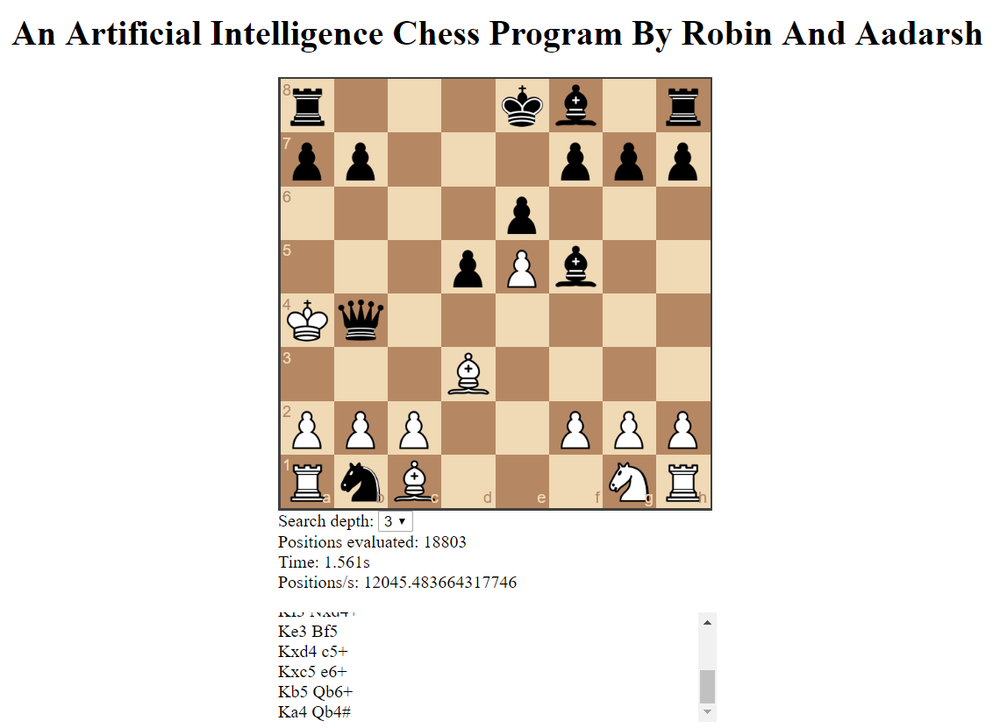 An Artificial Intelligence Chess Program By Robin And Aadarsh
8
7
6
5
4
3
2
1
a b c d e f g h
Search depth: 3
Positions evaluated: 18803
Time: 1.561s
Positions/s: 12045.483664317746
Ke3 Bf5
Kxd4 c5+
Kxc5 e6+
Kb5 Qb6+
Ka4 Qb4#